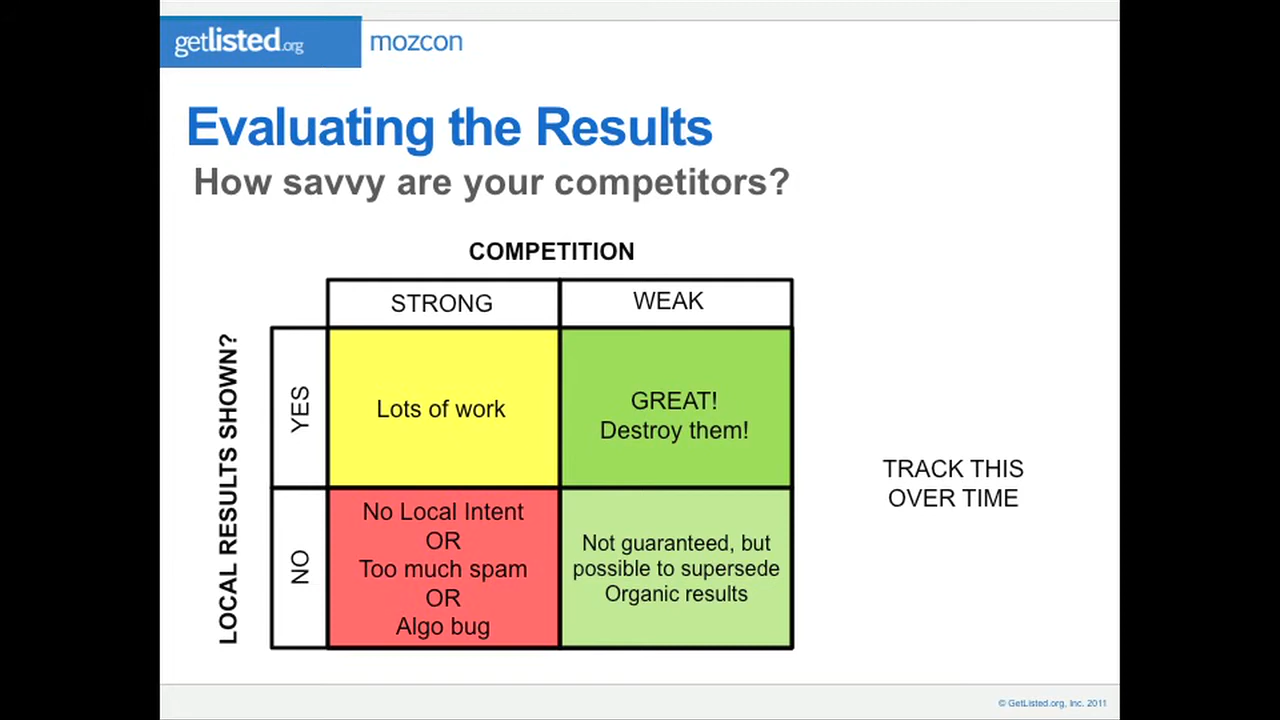 getlisted.org
mozcon
Evaluating the Results
How savvy are your competitors?
COMPETITION
STRONG
WEAK
LOCAL RESULTS SHOWN?
YES
Lots of work
GREAT!
Destroy them!
NO
No Local Intent
OR
Too much spam
OR
Algo bug
Not guaranteed, but
possible to supersede
Organic results
TRACK THIS
OVER TIME
© GetListed.org, Inc. 2011